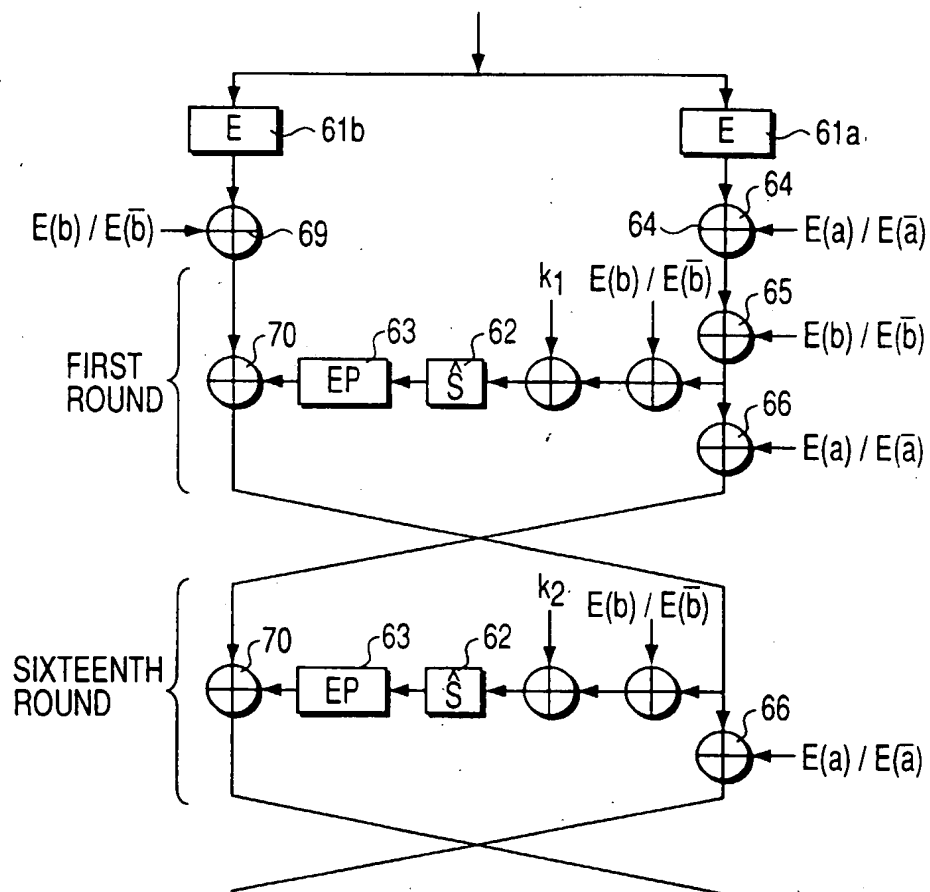 E
61b
E
61a
64
E(b) / E(b̅)
69
64
E(a) / E(a̅)
k1
E(b) / E(b̅)
65
E(b) / E(b̅)
FIRST
ROUND
70
63
EP
62
Ŝ
66
E(a) / E(a̅)
k2
E(b) / E(b̅)
SIXTEENTH
ROUND
70
63
EP
62
Ŝ
66
E(a) / E(a̅)